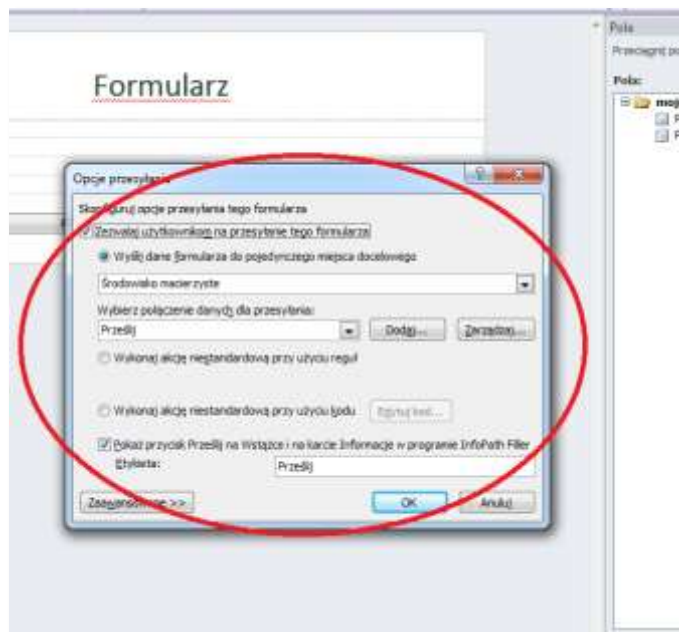 Pola
Przeciągnij
Formularz
Pola:
Opcje przesyłania
Skonfiguruj opcje przesyłania tego formularza
Zezwalaj użytkownikom na przesyłanie tego formularza
Wyślij dane formularza do pojedynczego miejsca docelowego
Środowisko macierzyste
Wybierz połączenie danych dla przesyłania:
Prześlij
Dodaj...
Zarządzaj...
Wykonaj akcję niestandardową przy użyciu reguł
Wykonaj akcję niestandardową przy użyciu kodu
Edytuj kod...
Pokaż przycisk Prześlij na Wstążce i na karcie Informacje w programie InfoPath Filler
Etykieta:
Prześlij
Zaawansowane >>
OK
Anuluj